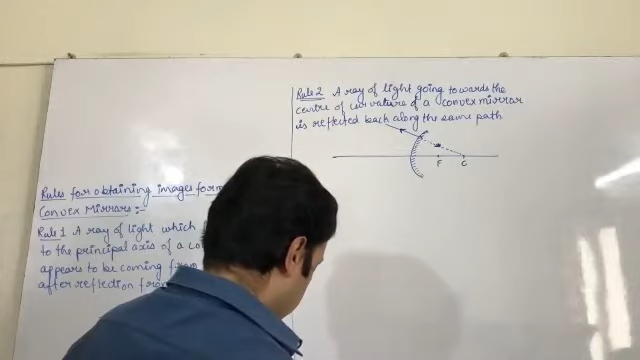 Rules for obtaining images for
Convex Mirrors:-
Rule 1 A ray of light which
to the principal axis of a
appears to be coming
after reflection
Rule 2 A ray of light going towards the
centre of curvature of a convex mirror
is reflected back along the same path
F C